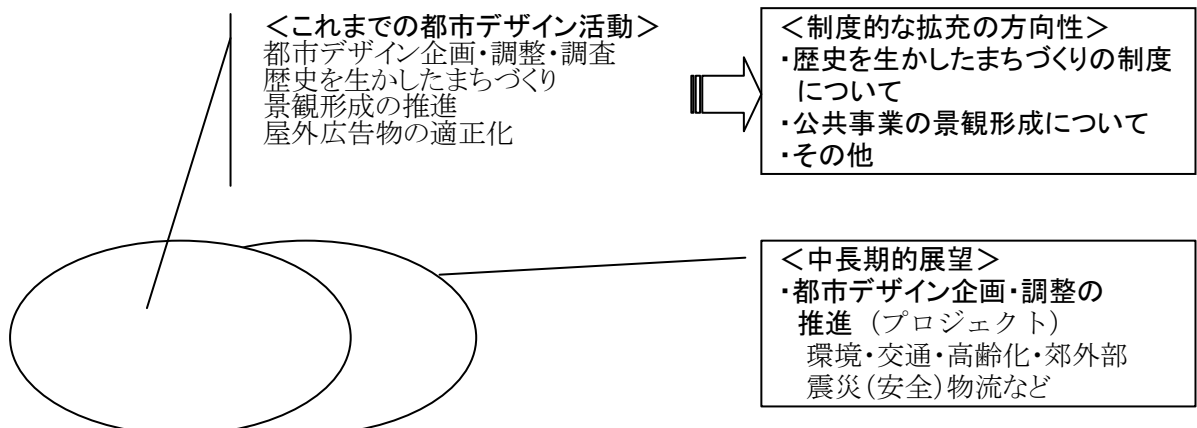 ＜これまでの都市デザイン活動＞
都市デザイン企画・調整・調査
歴史を生かしたまちづくり
景観形成の推進
屋外広告物の適正化
＜制度的な拡充の方向性＞
・歴史を生かしたまちづくりの制度
について
・公共事業の景観形成について
・その他
＜中長期的展望＞
・都市デザイン企画・調整の
推進（プロジェクト）
環境・交通・高齢化・郊外部
震災（安全）物流など